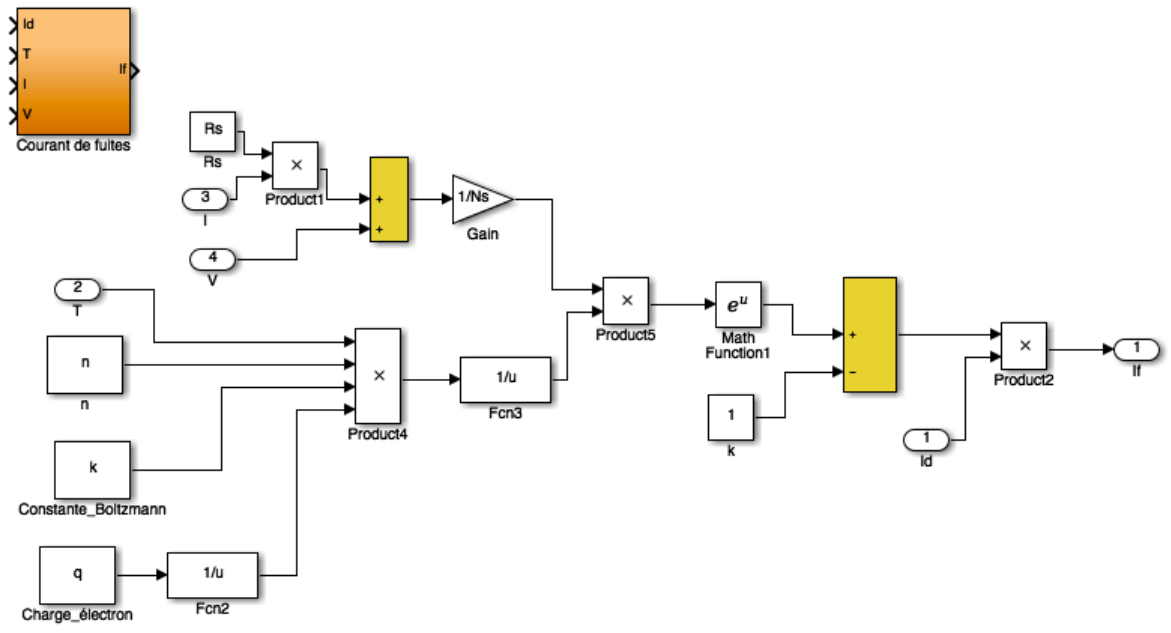 Id
T
I
V
If
Courant de fuites
Rs
Rs
3
I
×
Product1
4
V
+
+
1/Ns
Gain
2
T
n
n
k
Constante_Boltzmann
q
Charge_électron
1/u
Fcn2
×
Product4
1/u
Fcn3
×
Product5
eᵘ
Math
Function1
1
k
+
−
1
Id
×
Product2
1
If